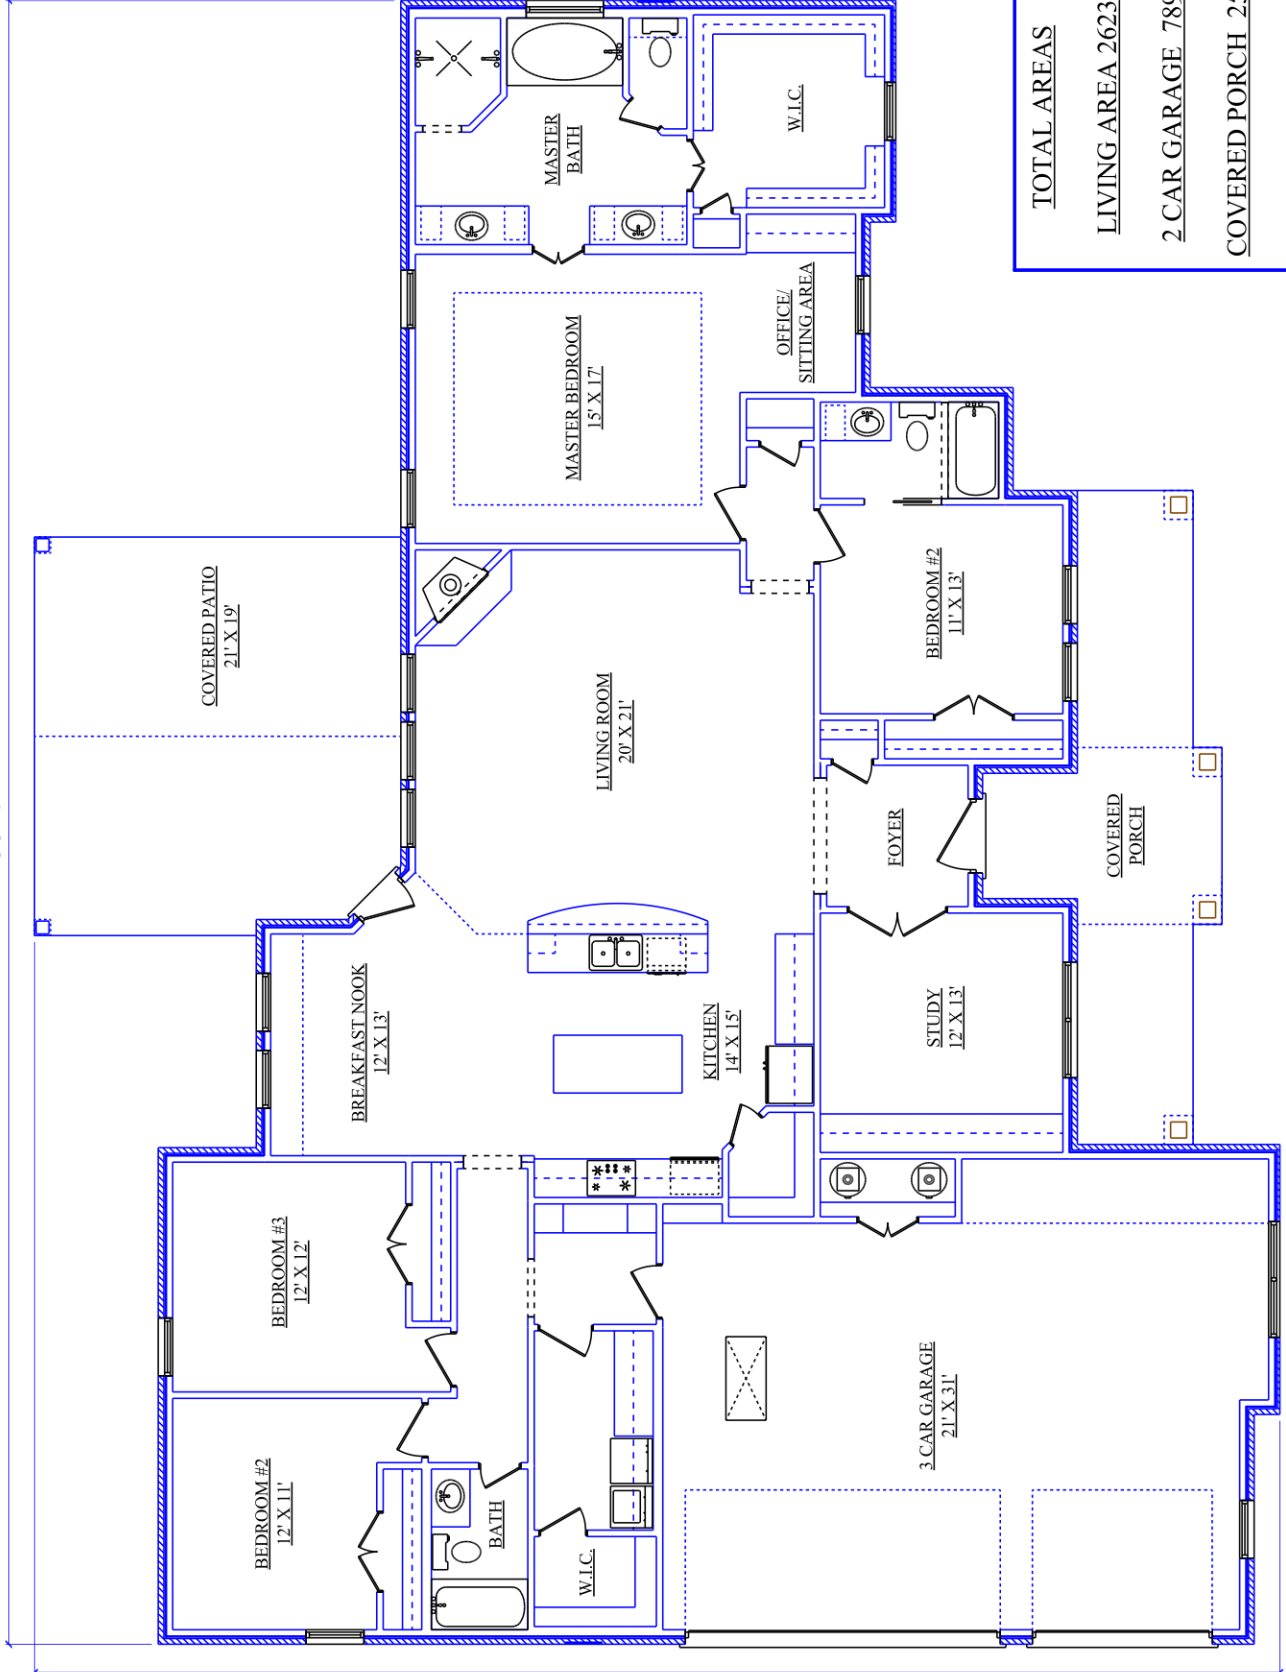 COVERED PATIO
21' X 19'
MASTER
BATH
W.I.C.
MASTER BEDROOM
15' X 17'
OFFICE/
SITTING AREA
LIVING ROOM
20' X 21'
BEDROOM #2
11' X 13'
FOYER
COVERED
PORCH
BREAKFAST NOOK
12' X 13'
KITCHEN
14' X 15'
STUDY
12' X 13'
BEDROOM #3
12' X 12'
BEDROOM #2
12' X 11'
BATH
W.I.C.
3 CAR GARAGE
21' X 31'
TOTAL AREAS
LIVING AREA 2623
2 CAR GARAGE 789
COVERED PORCH